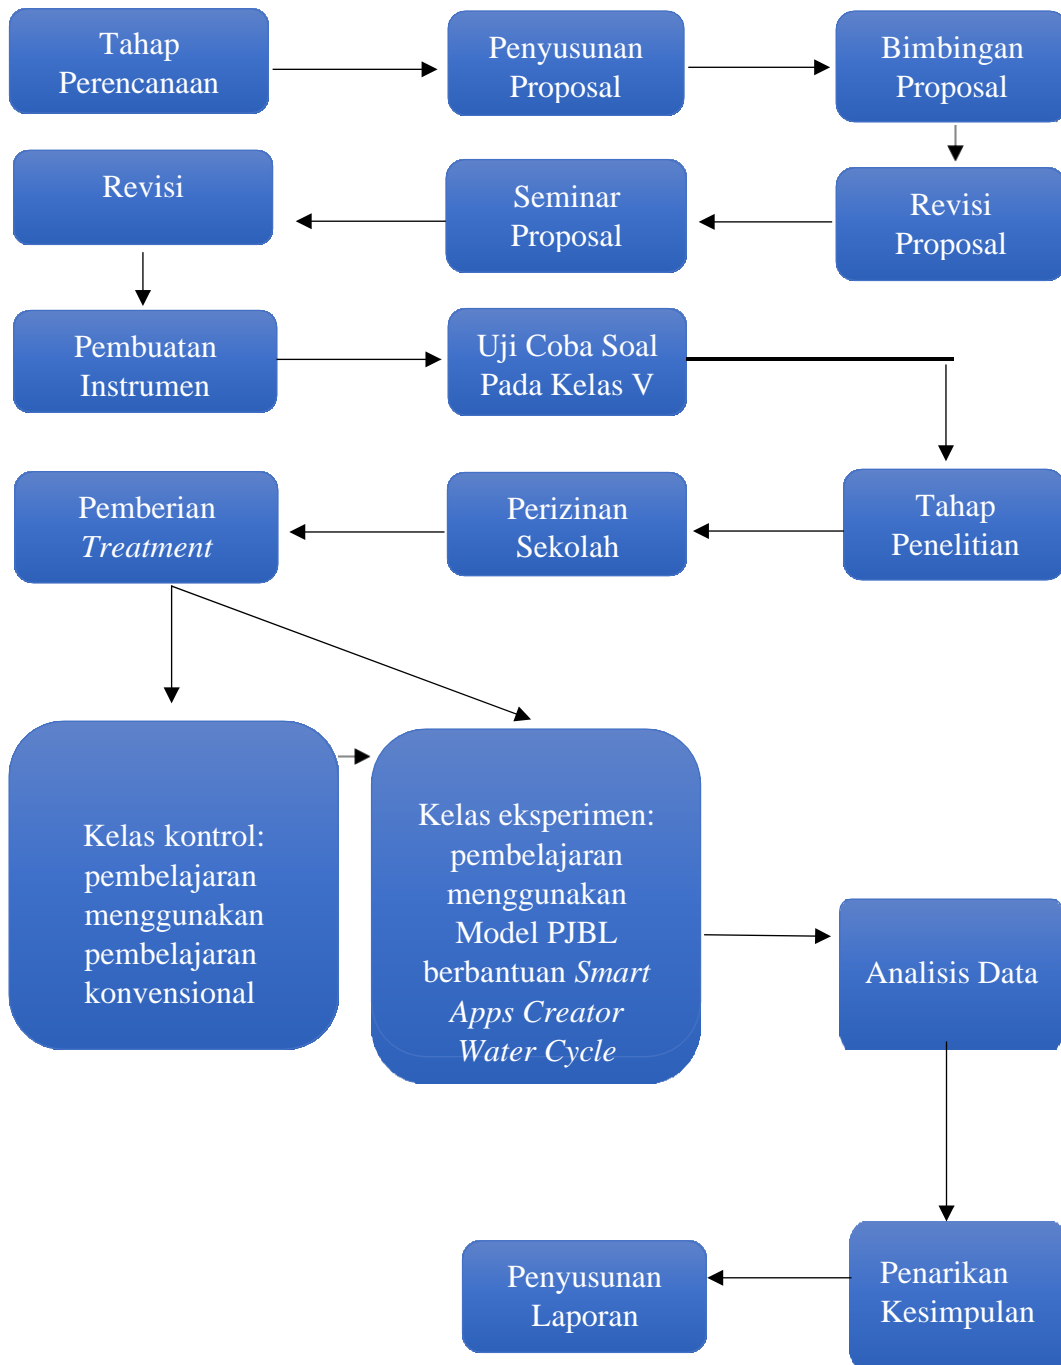 Tahap
Perencanaan
Penyusunan
Proposal
Bimbingan
Proposal
Revisi
Proposal
Seminar
Proposal
Revisi
Pembuatan
Instrumen
Uji Coba Soal
Pada Kelas V
Tahap
Penelitian
Perizinan
Sekolah
Pemberian
Treatment
Kelas kontrol:
pembelajaran
menggunakan
pembelajaran
konvensional
Kelas eksperimen:
pembelajaran
menggunakan
Model PJBL
berbantuan Smart
Apps Creator
Water Cycle
Analisis Data
Penarikan
Kesimpulan
Penyusunan
Laporan